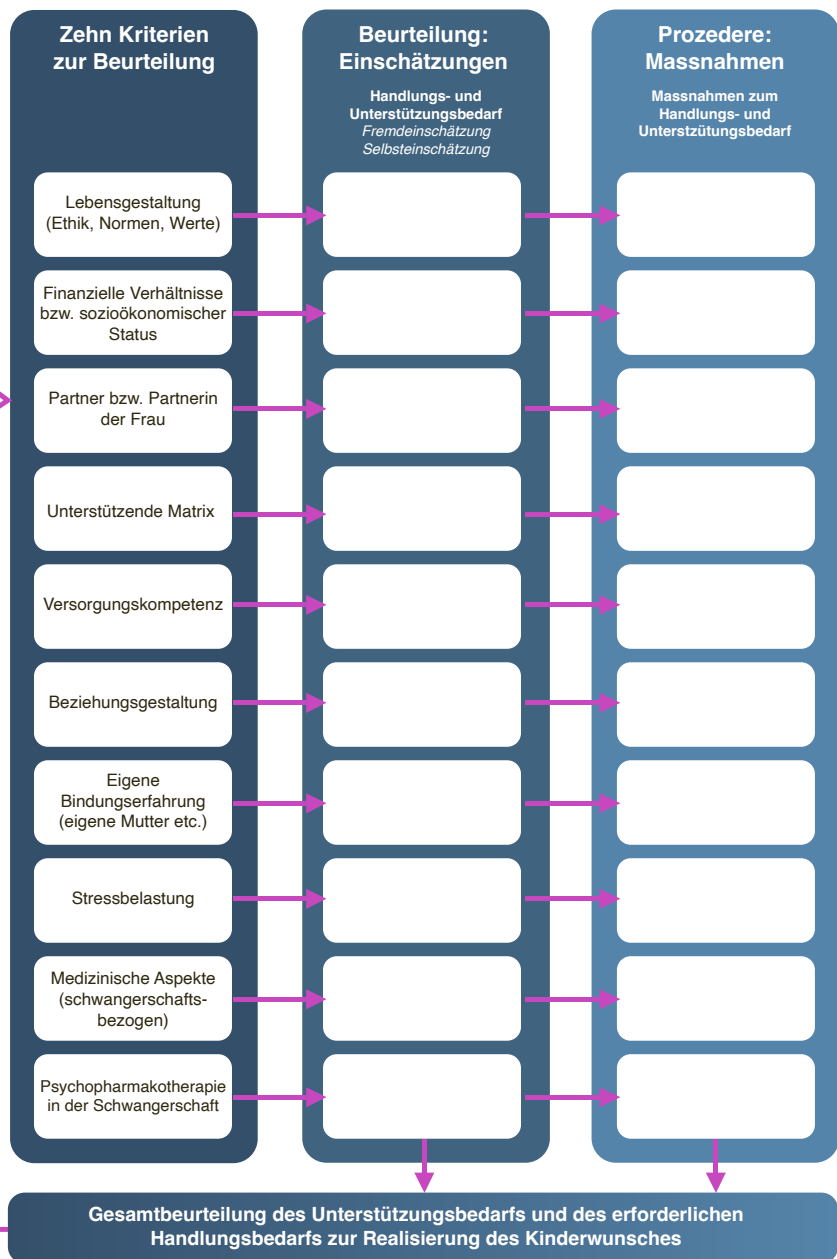 Zehn Kriterien
zur Beurteilung
Beurteilung:
Einschätzungen
Handlungs- und
Unterstützungsbedarf
Fremdeinschätzung
Selbsteinschätzung
Prozedere:
Massnahmen
Massnahmen zum
Handlungs- und
Unterstzütungsbedarf
Lebensgestaltung
(Ethik, Normen, Werte)
Finanzielle Verhältnisse
bzw. sozioökonomischer
Status
Partner bzw. Partnerin
der Frau
Unterstützende Matrix
Versorgungskompetenz
Beziehungsgestaltung
Eigene
Bindungserfahrung
(eigene Mutter etc.)
Stressbelastung
Medizinische Aspekte
(schwangerschafts-
bezogen)
Psychopharmakotherapie
in der Schwangerschaft
Gesamtbeurteilung des Unterstützungsbedarfs und des erforderlichen
Handlungsbedarfs zur Realisierung des Kinderwunsches